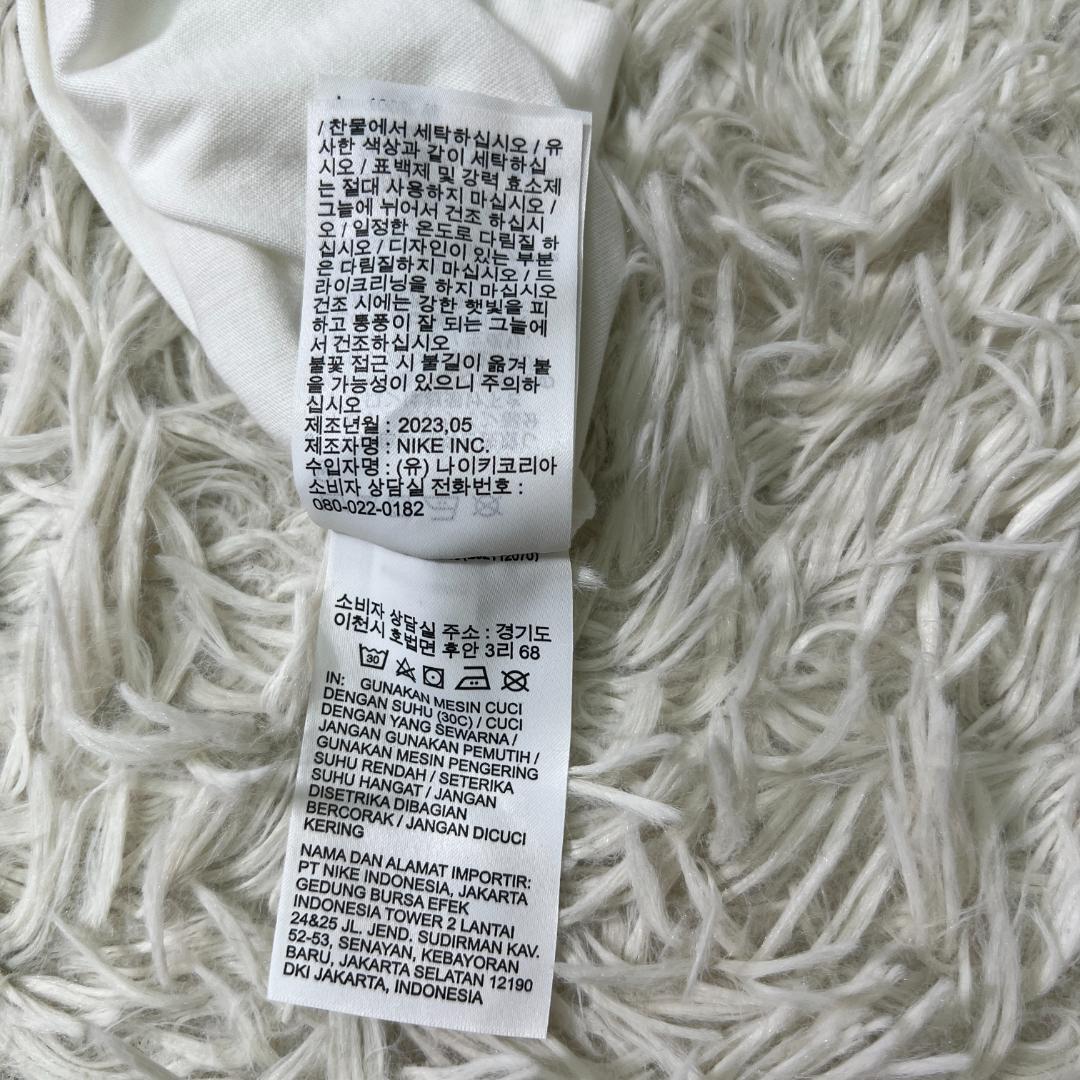 / 찬물에서 세탁하십시오 / 유
사한 색상과 같이 세탁하십
시오 / 표백제 및 강력 효소제
는 절대 사용하지 마십시오 /
그늘에 뉘어서 건조 하십시
오 / 일정한 온도로 다림질 하
십시오 / 디자인이 있는 부분
은 다림질하지 마십시오 / 드
라이크리닝을 하지 마십시오
건조 시에는 강한 햇빛을 피
하고 통풍이 잘 되는 그늘에
서 건조하십시오
불꽃 접근 시 불길이 옮겨 붙
을 가능성이 있으니 주의하
십시오
제조년월 : 2023,05
제조자명 : NIKE INC.
수입자명 : (유) 나이키코리아
소비자 상담실 전화번호 :
080-022-0182
소비자 상담실 주소 : 경기도
이천시 호법면 후안 3리 68
30
IN: GUNAKAN MESIN CUCI
DENGAN SUHU (30C) / CUCI
DENGAN YANG SEWARNA /
JANGAN GUNAKAN PEMUTIH /
GUNAKAN MESIN PENGERING
SUHU RENDAH / SETERIKA
SUHU HANGAT / JANGAN
DISETRIKA DIBAGIAN
BERCORAK / JANGAN DICUCI
KERING
NAMA DAN ALAMAT IMPORTIR:
PT NIKE INDONESIA, JAKARTA
GEDUNG BURSA EFEK
INDONESIA TOWER 2 LANTAI
24&25 JL. JEND, SUDIRMAN KAV.
52-53, SENAYAN, KEBAYORAN
BARU, JAKARTA SELATAN 12190
DKI JAKARTA, INDONESIA